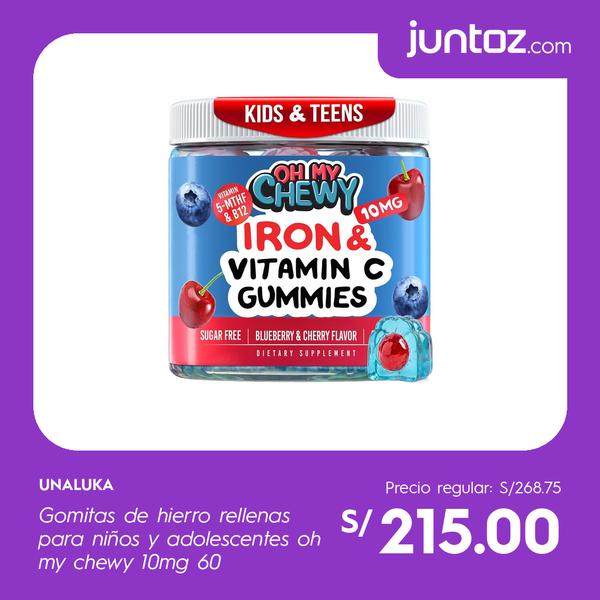 juntoz.com
KIDS & TEENS
OH MY
CHEWY
VITAMIN
5-MTHF
& B12
10MG
IRON &
VITAMIN C
GUMMIES
SUGAR FREE | BLUEBERRY & CHERRY FLAVOR |
DIETARY SUPPLEMENT
UNALUKA
Gomitas de hierro rellenas
para niños y adolescentes oh
my chewy 10mg 60
Precio regular: S/268.75
S/ 215.00